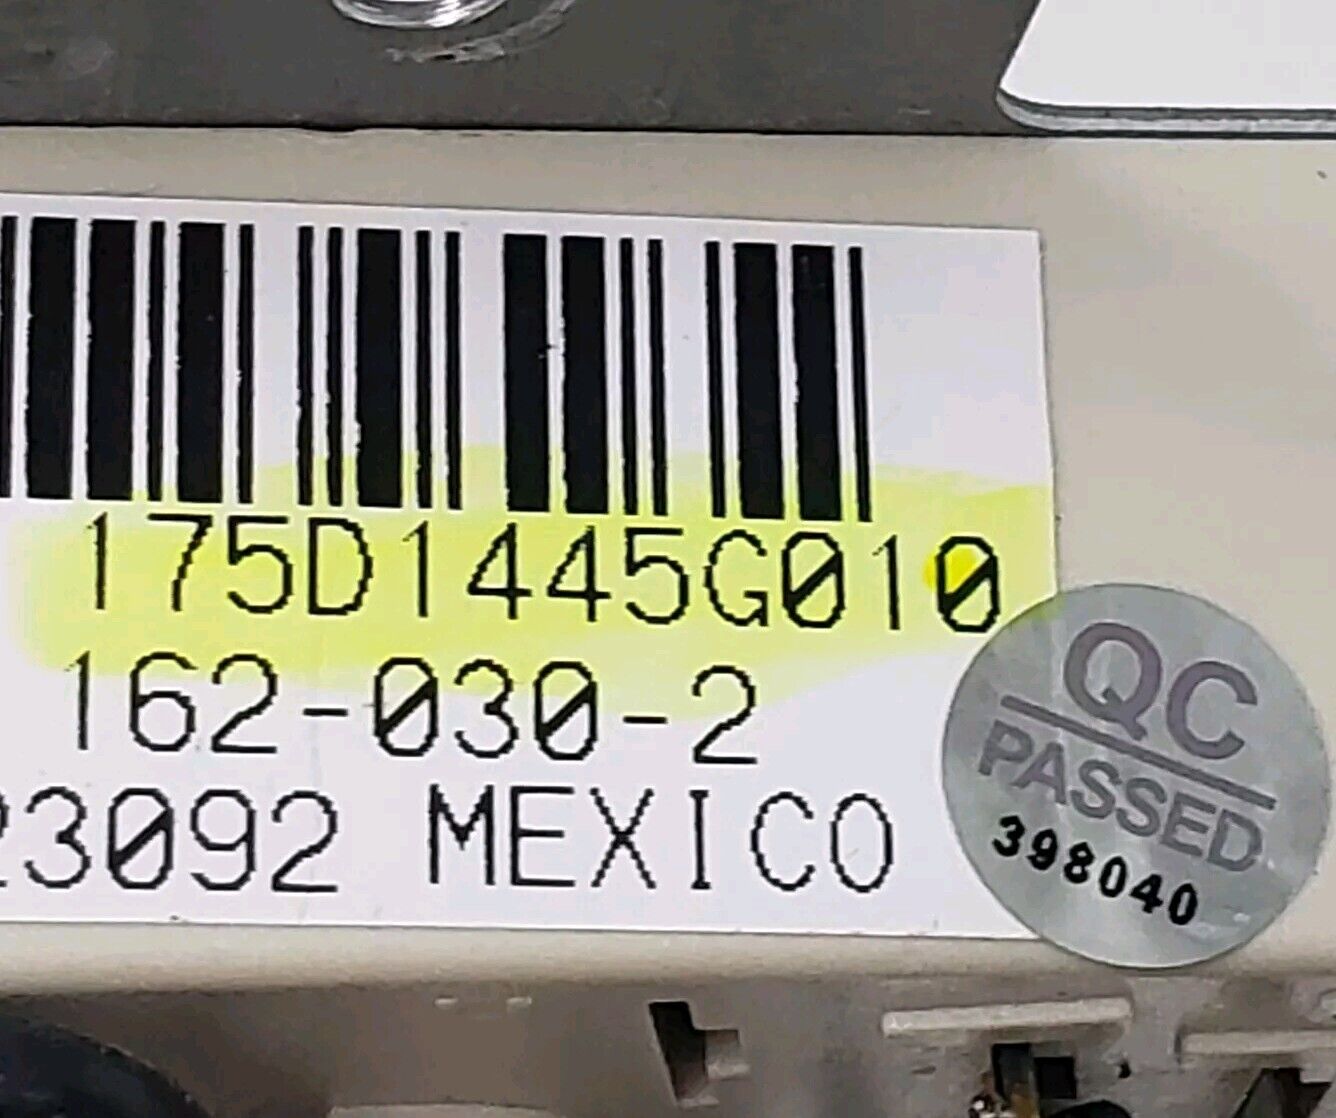 175D1445G010
162-030-2
23092 MEXICO
QC
PASSED
398040